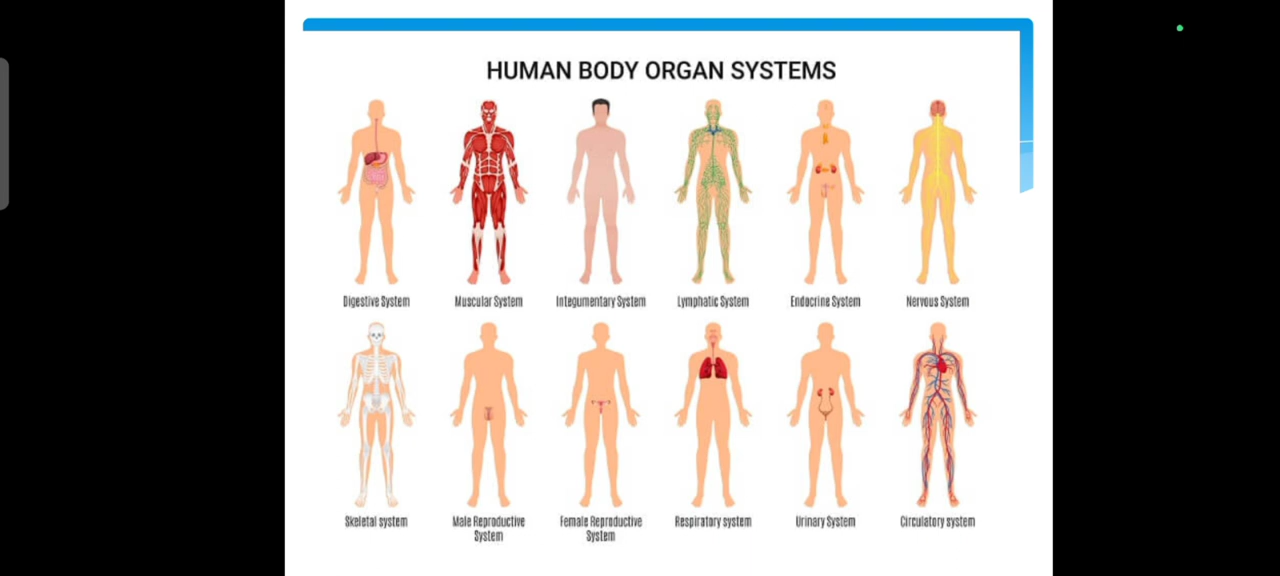 HUMAN BODY ORGAN SYSTEMS
Digestive System
Muscular System
Integumentary System
Lymphatic System
Endocrine System
Nervous System
Skeletal system
Male Reproductive
System
Female Reproductive
System
Respiratory system
Urinary System
Circulatory system